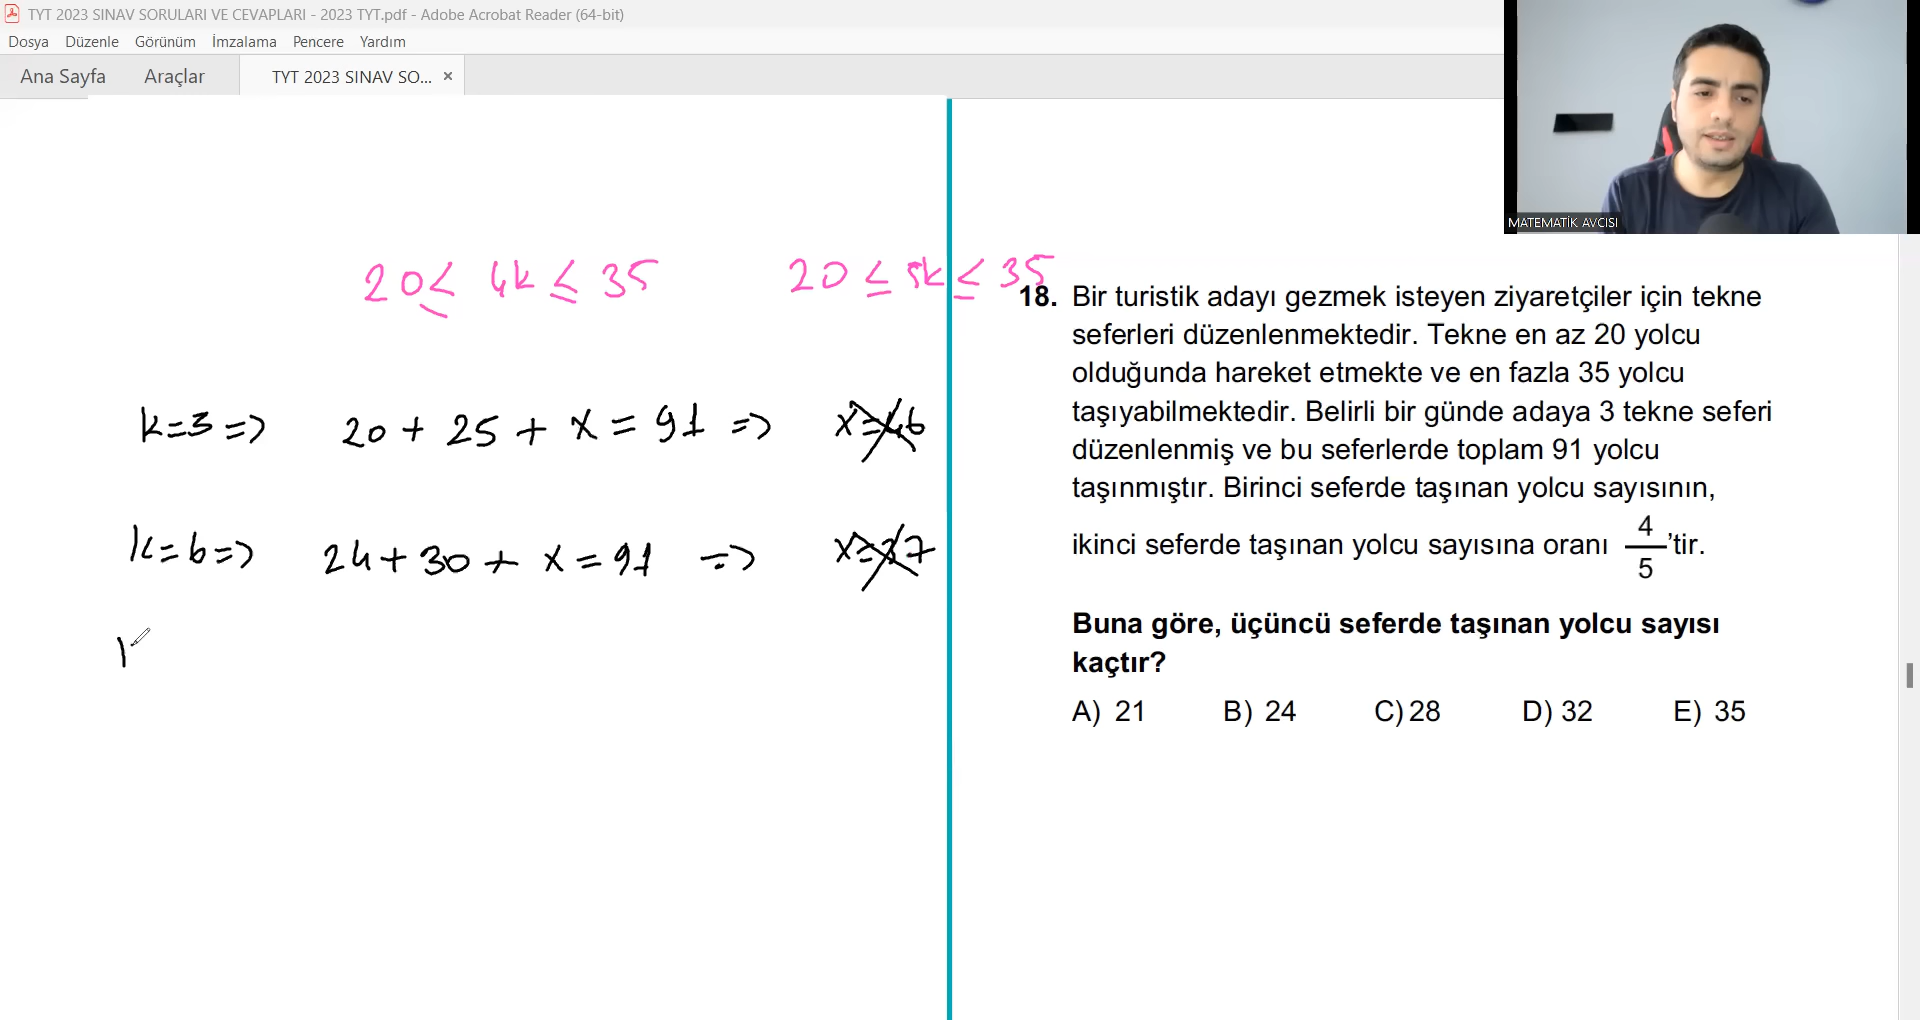 TYT 2023 SINAV SORULARI VE CEVAPLARI - 2023 TYT.pdf - Adobe Acrobat Reader (64-bit)
Dosya Düzenle Görünüm İmzalama Pencere Yardım
Ana Sayfa Araçlar TYT 2023 SINAV SO... ×
MATEMATİK AVCISI
20 ≤ 4k ≤ 35 20 ≤ 5k ≤ 35
k=3 => 20 + 25 + x = 91 => x=46
k=6 => 24+30+ x = 91 => x=37
18. Bir turistik adayı gezmek isteyen ziyaretçiler için tekne
seferleri düzenlenmektedir. Tekne en az 20 yolcu
olduğunda hareket etmekte ve en fazla 35 yolcu
taşıyabilmektedir. Belirli bir günde adaya 3 tekne seferi
düzenlenmiş ve bu seferlerde toplam 91 yolcu
taşınmıştır. Birinci seferde taşınan yolcu sayısının,
ikinci seferde taşınan yolcu sayısına oranı 4/5'tir.
Buna göre, üçüncü seferde taşınan yolcu sayısı
kaçtır?
A) 21 B) 24 C) 28 D) 32 E) 35